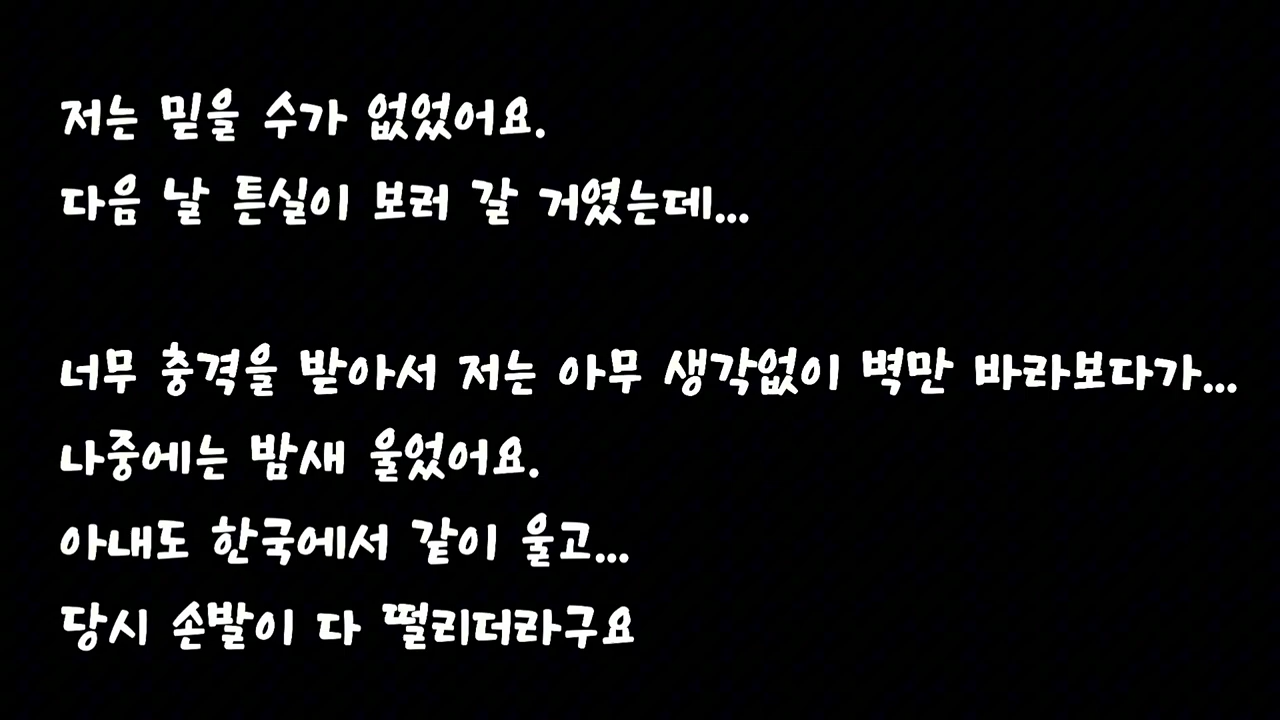 저는 믿을 수가 없었어요.
다음 날 튼실이 보러 갈 거였는데...
너무 충격을 받아서 저는 아무 생각없이 벽만 바라보다가...
나중에는 밤새 울었어요.
아내도 한국에서 같이 울고...
당시 손발이 다 떨리더라구요